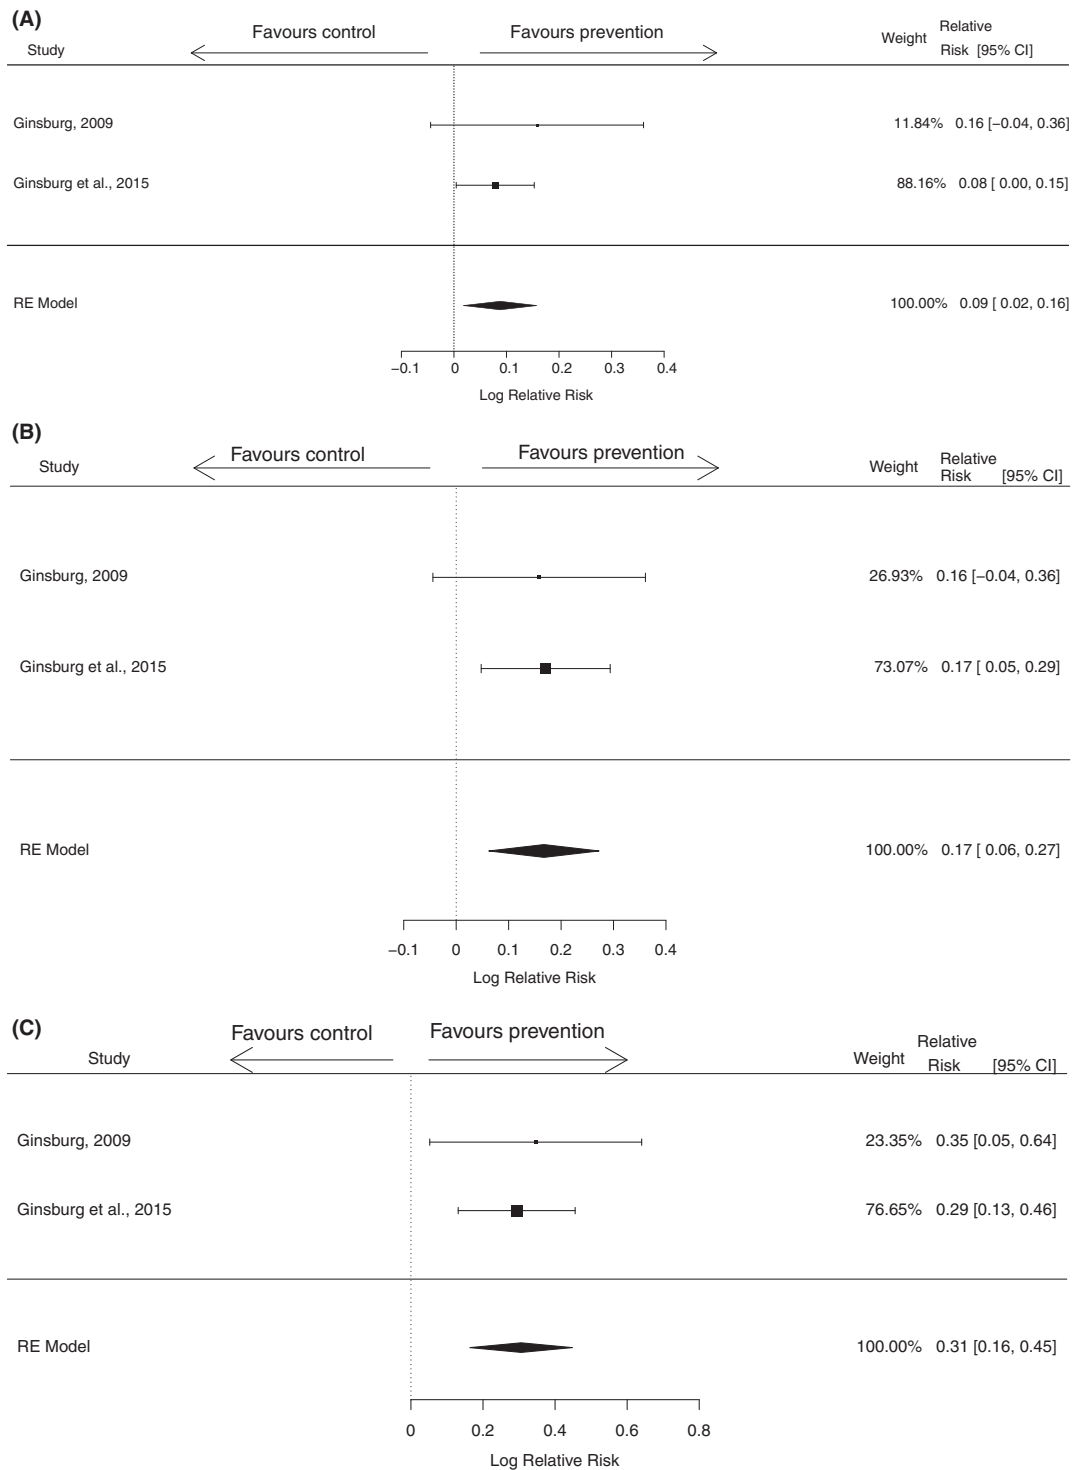 (A)
Favours control Favours prevention
Study Weight Relative
Risk [95% CI]
Ginsburg, 2009 11.84% 0.16 [−0.04, 0.36]
Ginsburg et al., 2015 88.16% 0.08 [ 0.00, 0.15]
RE Model 100.00% 0.09 [ 0.02, 0.16]
−0.1 0 0.1 0.2 0.3 0.4
Log Relative Risk
(B)
Favours control Favours prevention
Study Weight Relative
Risk [95% CI]
Ginsburg, 2009 26.93% 0.16 [−0.04, 0.36]
Ginsburg et al., 2015 73.07% 0.17 [ 0.05, 0.29]
RE Model 100.00% 0.17 [ 0.06, 0.27]
−0.1 0 0.1 0.2 0.3 0.4
Log Relative Risk
(C)
Favours control Favours prevention
Study Weight Relative
Risk [95% CI]
Ginsburg, 2009 23.35% 0.35 [0.05, 0.64]
Ginsburg et al., 2015 76.65% 0.29 [0.13, 0.46]
RE Model 100.00% 0.31 [0.16, 0.45]
0 0.2 0.4 0.6 0.8
Log Relative Risk